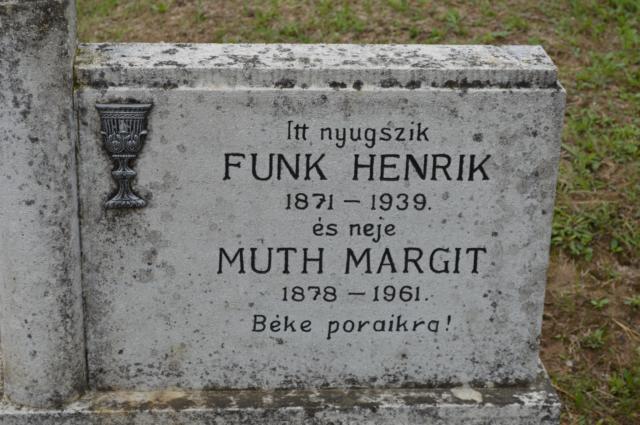 Itt nyugszik
FUNK HENRIK
1871 – 1939.
és neje
MUTH MARGIT
1878 – 1961.
Béke poraikra!